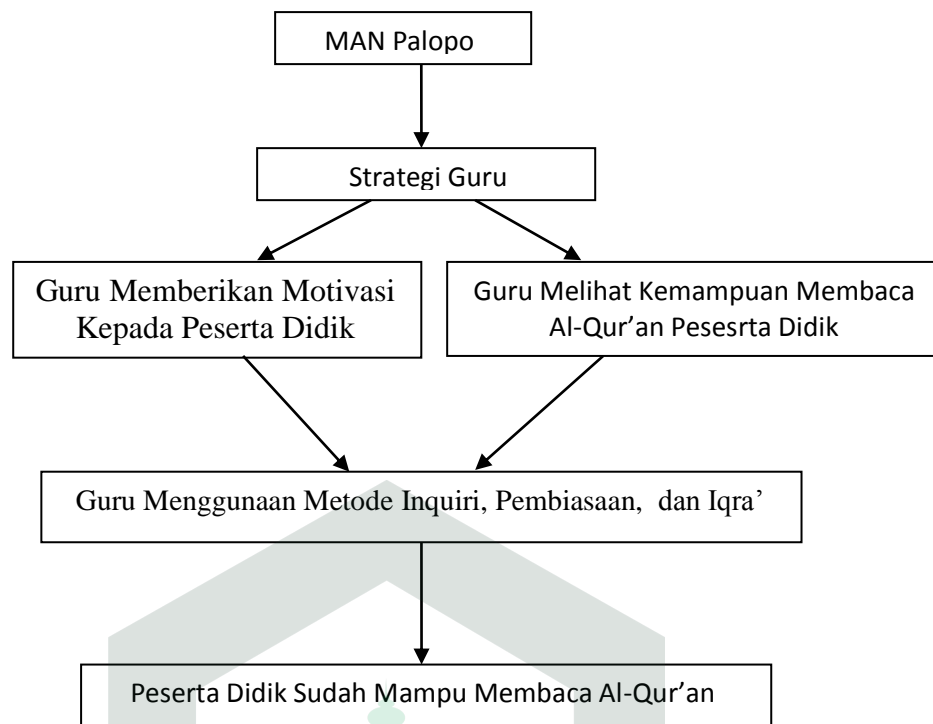 MAN Palopo
Strategi Guru
Guru Memberikan Motivasi
Kepada Peserta Didik
Guru Melihat Kemampuan Membaca
Al-Qur’an Pesesrta Didik
Guru Menggunaan Metode Inquiri, Pembiasaan,  dan Iqra’
Peserta Didik Sudah Mampu Membaca Al-Qur’an